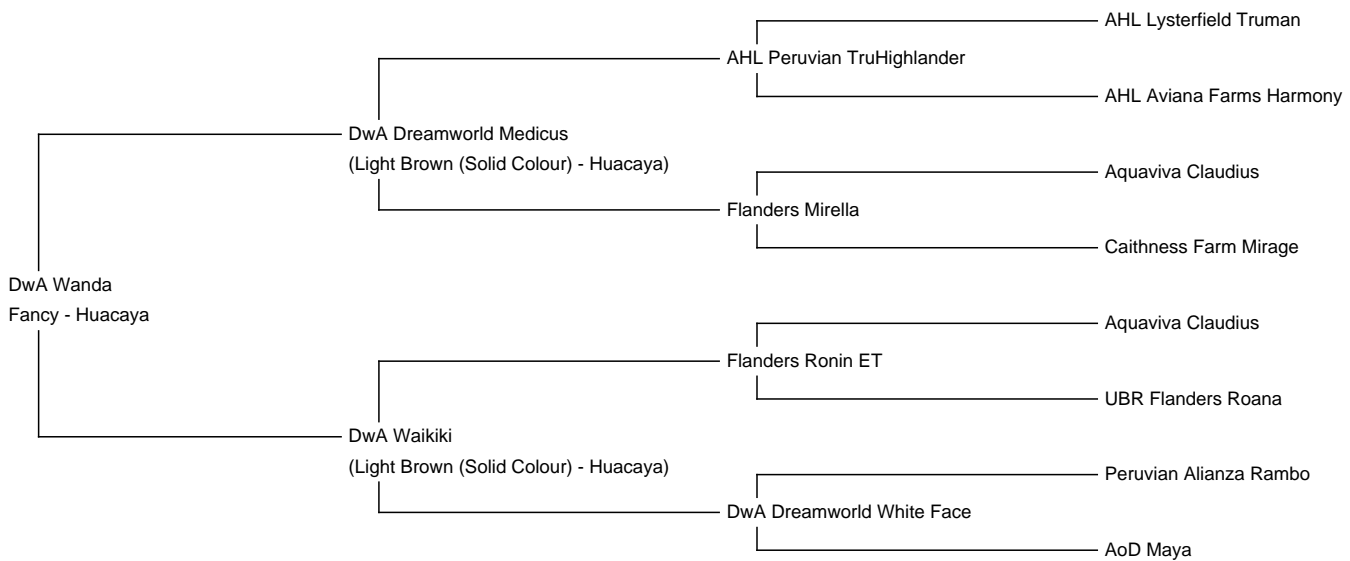 AHL Lysterfield Truman
AHL Peruvian TruHighlander
AHL Aviana Farms Harmony
DwA Dreamworld Medicus
(Light Brown (Solid Colour) - Huacaya)
Aquaviva Claudius
Flanders Mirella
Caithness Farm Mirage
DwA Wanda
Fancy - Huacaya
Aquaviva Claudius
Flanders Ronin ET
UBR Flanders Roana
DwA Waikiki
(Light Brown (Solid Colour) - Huacaya)
Peruvian Alianza Rambo
DwA Dreamworld White Face
AoD Maya